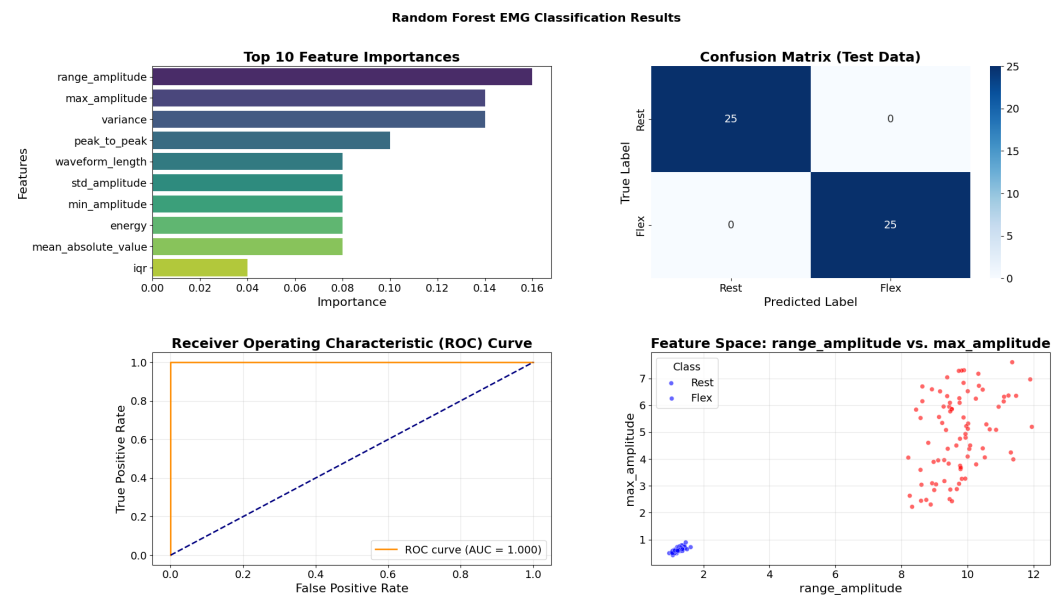 Random Forest EMG Classification Results
Top 10 Feature Importances
Features
range_amplitude
max_amplitude
variance
peak_to_peak
waveform_length
std_amplitude
min_amplitude
energy
mean_absolute_value
iqr
0.00 0.02 0.04 0.06 0.08 0.10 0.12 0.14 0.16
Importance
Confusion Matrix (Test Data)
True Label
Rest
25 0
Flex
0 25
Rest Flex
Predicted Label
25
20
15
10
5
0
Receiver Operating Characteristic (ROC) Curve
True Positive Rate
1.0
0.8
0.6
0.4
0.2
0.0
ROC curve (AUC = 1.000)
0.0 0.2 0.4 0.6 0.8 1.0
False Positive Rate
Feature Space: range_amplitude vs. max_amplitude
Class
Rest
Flex
max_amplitude
7
6
5
4
3
2
1
2 4 6 8 10 12
range_amplitude